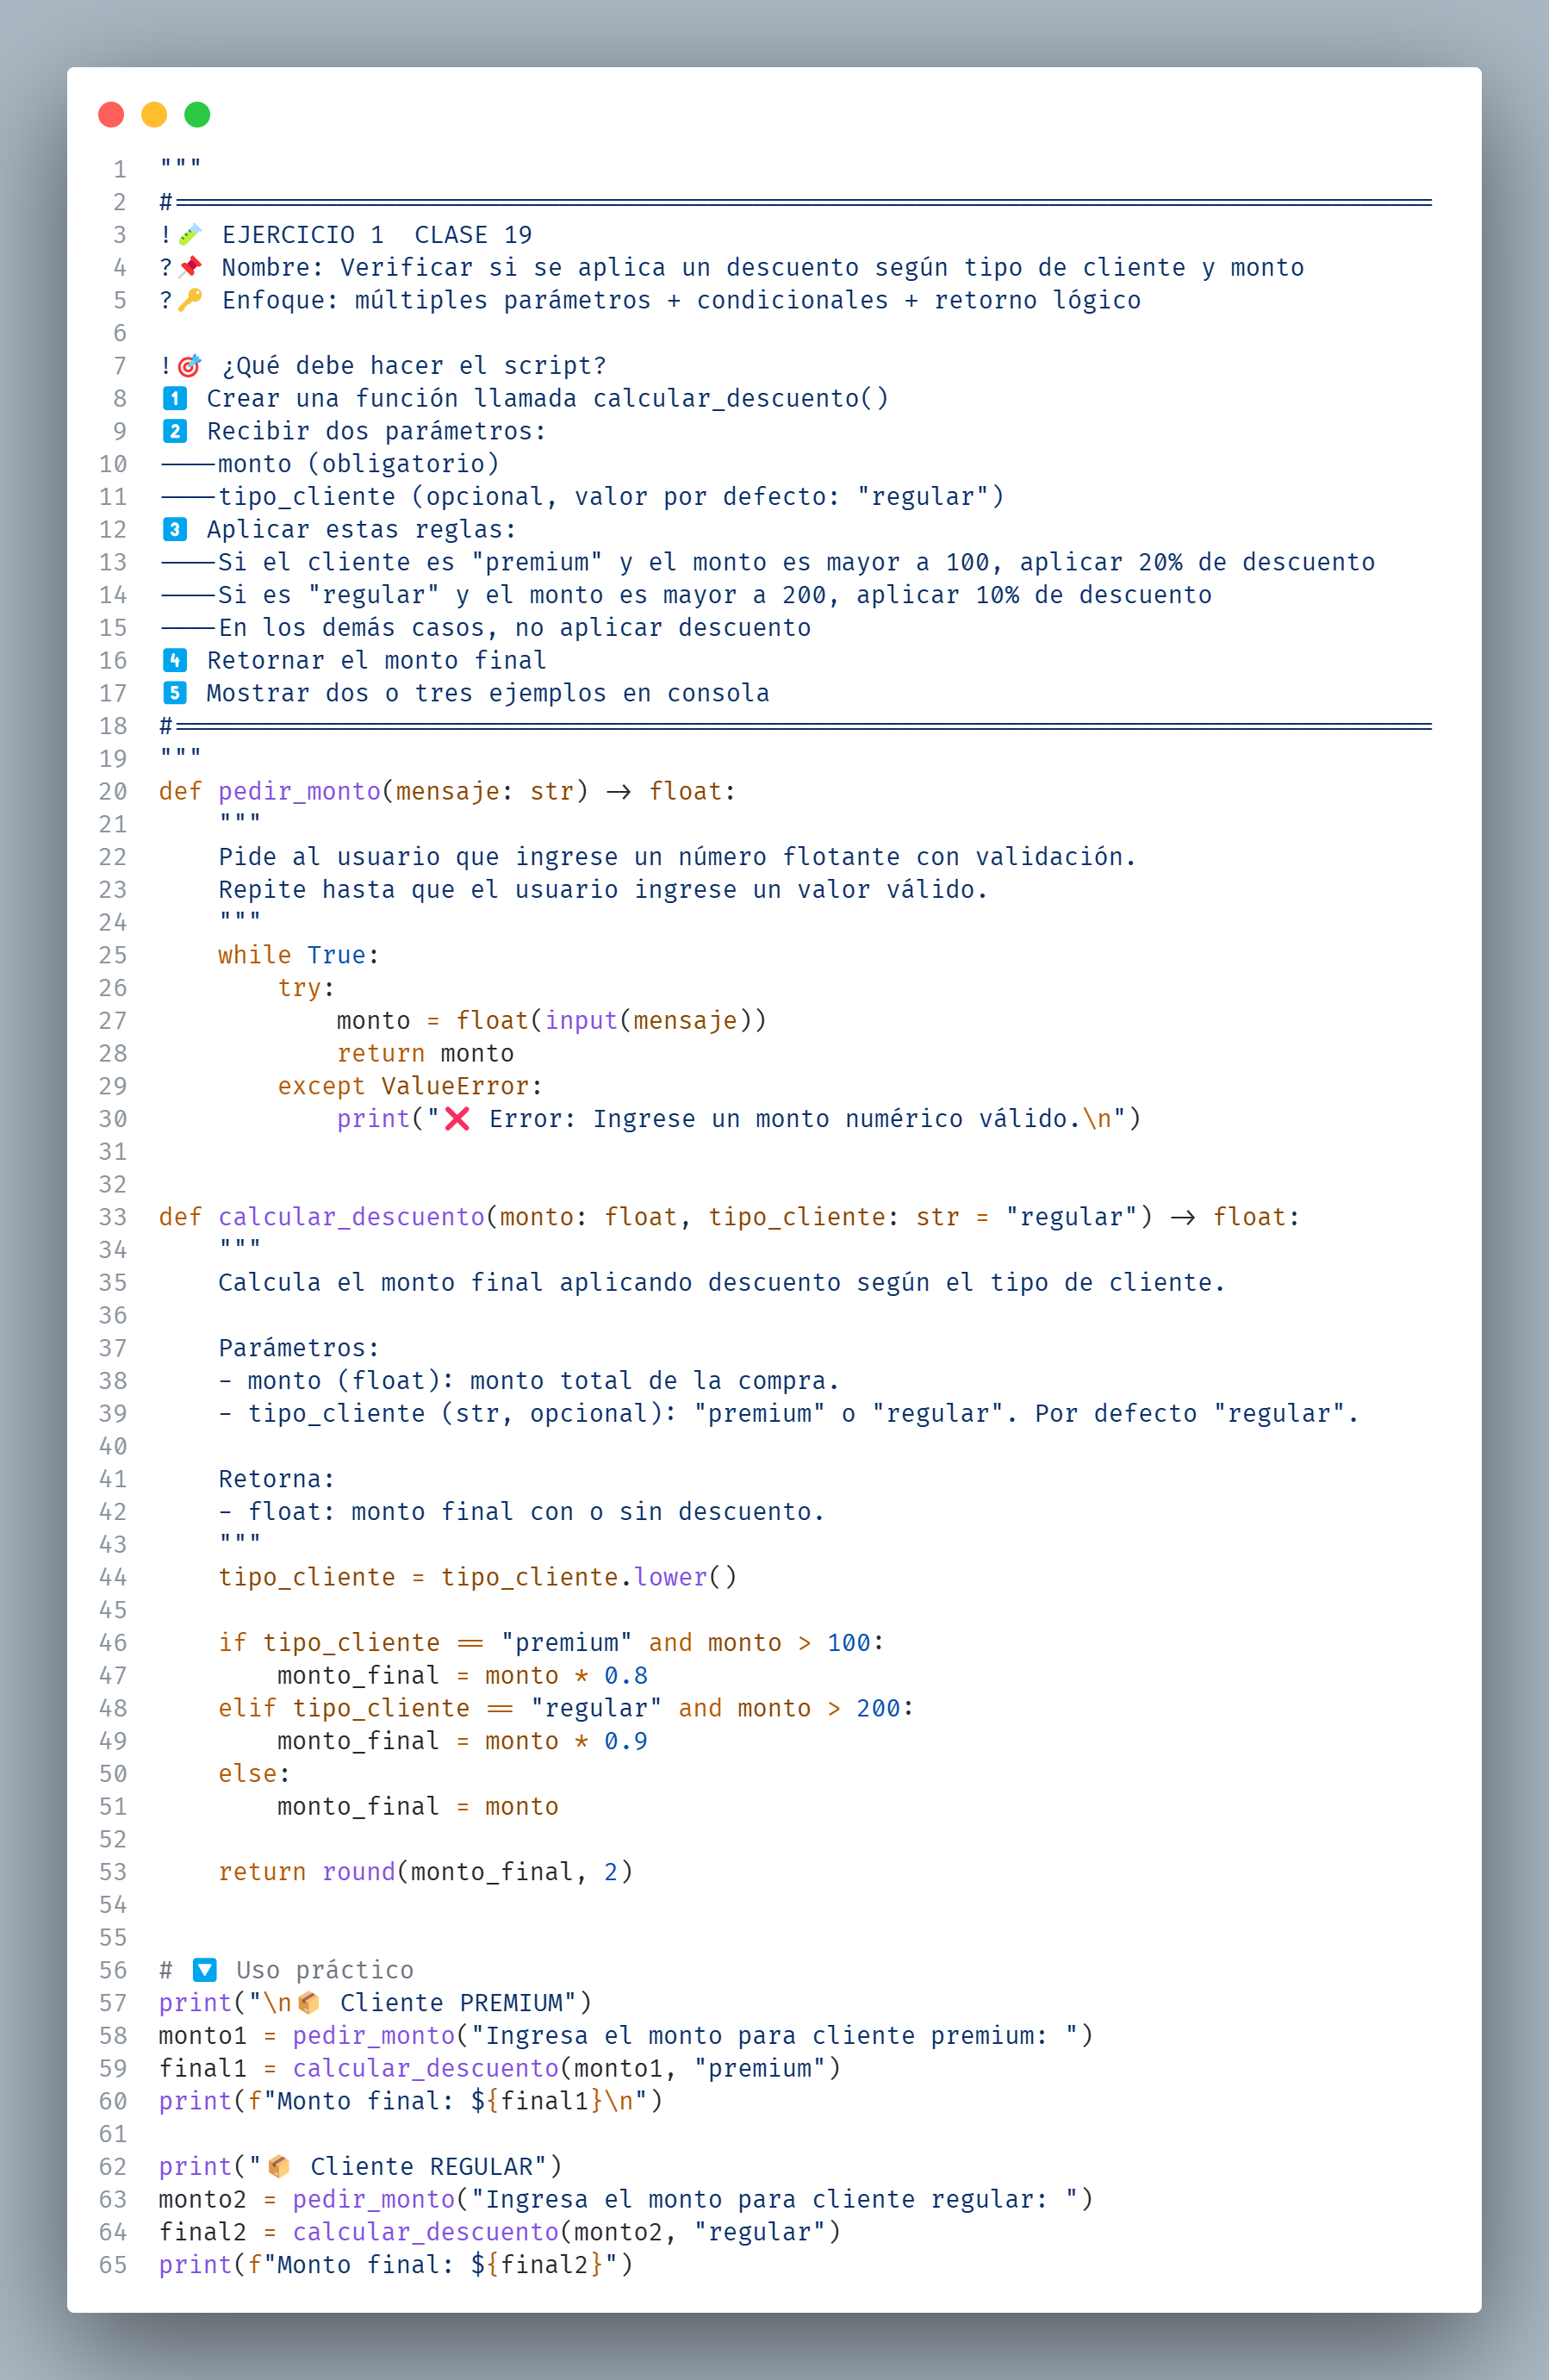 1 """
2 #=====================================================================================
3 !🧪 EJERCICIO 1  CLASE 19
4 ?📌 Nombre: Verificar si se aplica un descuento según tipo de cliente y monto
5 ?🔑 Enfoque: múltiples parámetros + condicionales + retorno lógico
6
7 !🎯 ¿Qué debe hacer el script?
8 1️⃣ Crear una función llamada calcular_descuento()
9 2️⃣ Recibir dos parámetros:
10 ----monto (obligatorio)
11 ----tipo_cliente (opcional, valor por defecto: "regular")
12 3️⃣ Aplicar estas reglas:
13 ----Si el cliente es "premium" y el monto es mayor a 100, aplicar 20% de descuento
14 ----Si es "regular" y el monto es mayor a 200, aplicar 10% de descuento
15 ----En los demás casos, no aplicar descuento
16 4️⃣ Retornar el monto final
17 5️⃣ Mostrar dos o tres ejemplos en consola
18 #=====================================================================================
19 """
20 def pedir_monto(mensaje: str) -> float:
21     """
22     Pide al usuario que ingrese un número flotante con validación.
23     Repite hasta que el usuario ingrese un valor válido.
24     """
25     while True:
26         try:
27             monto = float(input(mensaje))
28             return monto
29         except ValueError:
30             print("❌ Error: Ingrese un monto numérico válido.\n")
31
32
33 def calcular_descuento(monto: float, tipo_cliente: str = "regular") -> float:
34     """
35     Calcula el monto final aplicando descuento según el tipo de cliente.
36
37     Parámetros:
38     - monto (float): monto total de la compra.
39     - tipo_cliente (str, opcional): "premium" o "regular". Por defecto "regular".
40
41     Retorna:
42     - float: monto final con o sin descuento.
43     """
44     tipo_cliente = tipo_cliente.lower()
45
46     if tipo_cliente == "premium" and monto > 100:
47         monto_final = monto * 0.8
48     elif tipo_cliente == "regular" and monto > 200:
49         monto_final = monto * 0.9
50     else:
51         monto_final = monto
52
53     return round(monto_final, 2)
54
55
56 # 🔽 Uso práctico
57 print("\n📦 Cliente PREMIUM")
58 monto1 = pedir_monto("Ingresa el monto para cliente premium: ")
59 final1 = calcular_descuento(monto1, "premium")
60 print(f"Monto final: ${final1}\n")
61
62 print("📦 Cliente REGULAR")
63 monto2 = pedir_monto("Ingresa el monto para cliente regular: ")
64 final2 = calcular_descuento(monto2, "regular")
65 print(f"Monto final: ${final2}")